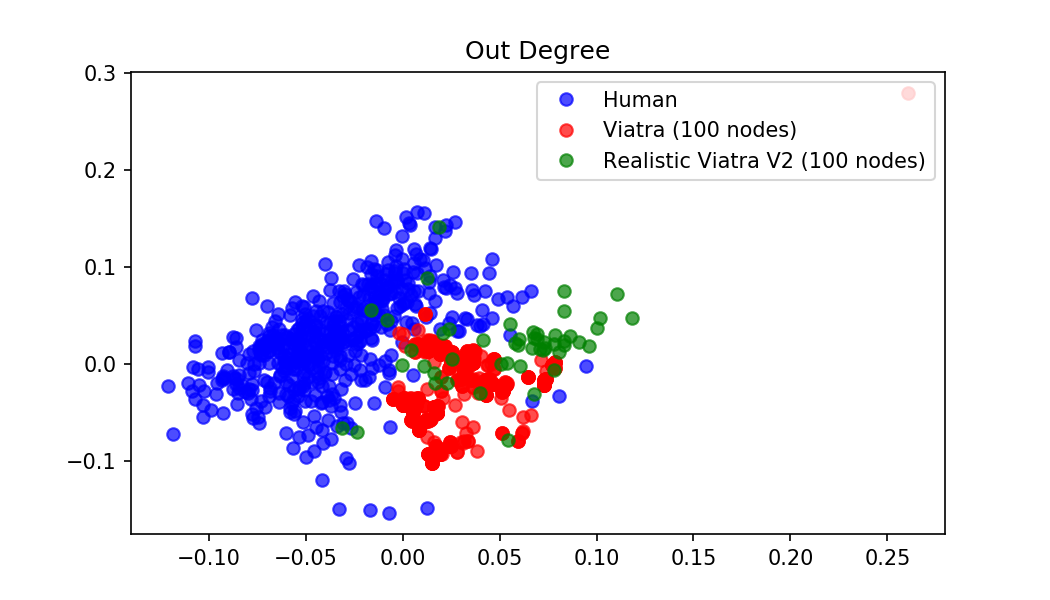 Out Degree
0.3
0.2
0.1
0.0
−0.1
Human
Viatra (100 nodes)
Realistic Viatra V2 (100 nodes)
−0.10 −0.05 0.00 0.05 0.10 0.15 0.20 0.25